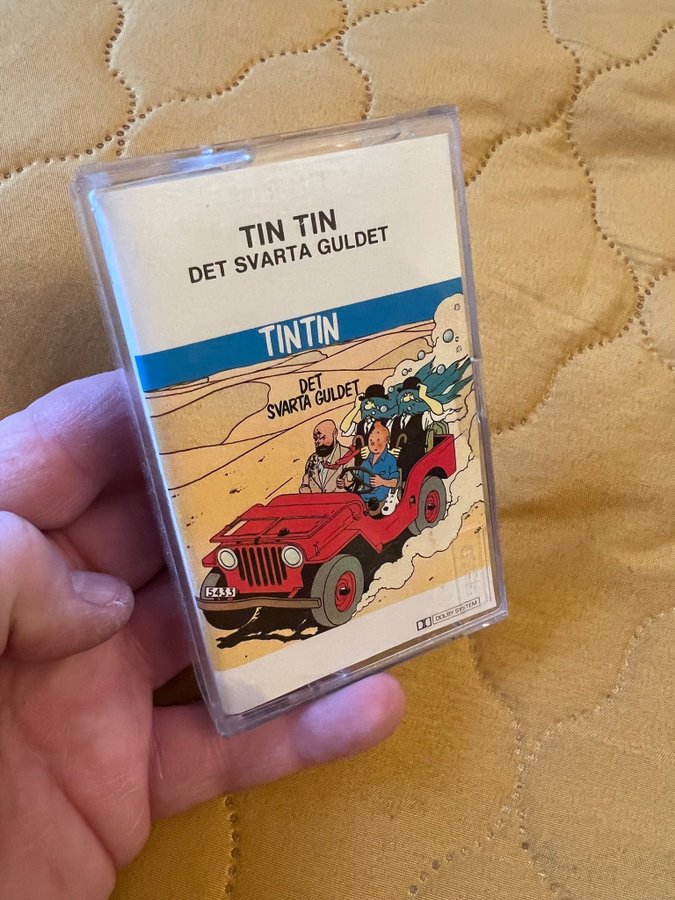 TIN TIN
DET SVARTA GULDET
TINTIN
DET
SVARTA GULDET
5433
DOLBY SYSTEM